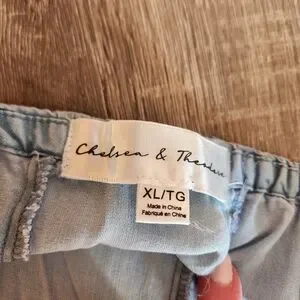 Chelsea & Theodore
XL/TG
Made in China
Fabriqué en Chine